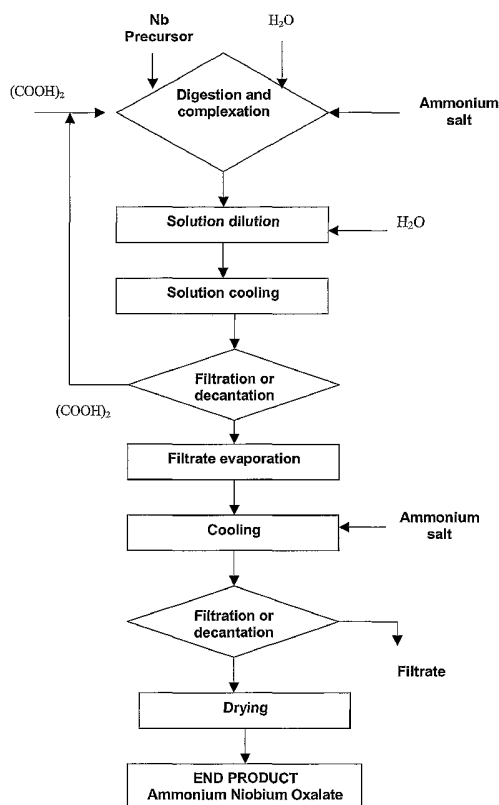 Nb
Precursor
H₂O
(COOH)₂
Digestion and
complexation
Ammonium
salt
Solution dilution
H₂O
Solution cooling
Filtration or
decantation
(COOH)₂
Filtrate evaporation
Cooling
Ammonium
salt
Filtration or
decantation
Filtrate
Drying
END PRODUCT
Ammonium Niobium Oxalate